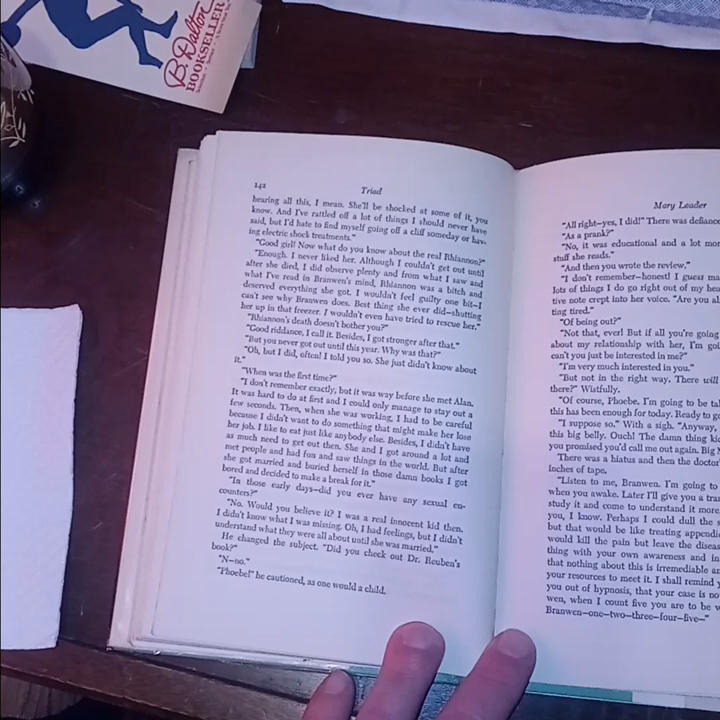 B. Dalton
BOOKSELLER
242
Triad
hearing all this, I mean. She'll be shocked at some of it, you
know. And I've rattled off a lot of things I should never have
said, but I'd hate to find myself going off a cliff someday or hav-
ing electric shock treatments."
"Good girl! Now what do you know about the real Rhiannon?"
"Enough. I never liked her. Although I couldn't get out until
after she died, I did observe plenty and from what I saw and
what I've read in Branwen's mind, Rhiannon was a bitch and
deserved everything she got. I wouldn't feel guilty one bit—I
can't see why Branwen does. Best thing she ever did—shutting
her up in that freezer. I wouldn't even have tried to rescue her."
"Rhiannon's death doesn't bother you?"
"Good riddance, I call it. Besides, I got stronger after that."
"But you never got out until this year. Why was that?"
"Oh, but I did, often! I told you so. She just didn't know about
it."
"When was the first time?"
"I don't remember exactly, but it was way before she met Alan.
It was hard to do at first and I could only manage to stay out a
few seconds. Then, when she was working, I had to be careful
because I didn't want to do something that might make her lose
her job. I like to eat just like anybody else. Besides, I didn't have
as much need to get out then. She and I got around a lot and
met people and had fun and saw things in the world. But after
she got married and buried herself in those damn books I got
bored and decided to make a break for it."
"In those early days—did you ever have any sexual en-
counters?"
"No. Would you believe it? I was a real innocent kid then.
I didn't know what I was missing. Oh, I had feelings, but I didn't
understand what they were all about until she was married."
He changed the subject. "Did you check out Dr. Reuben's
book?"
"N—no."
"Phoebe!" he cautioned, as one would a child.
Mary Leader
"All right—yes, I did!" There was defiance
"As a prank?"
"No, it was educational and a lot mor
stuff she reads."
"And then you wrote the review."
"I don't remember—honest! I guess ma
lots of things I do go right out of my hea
tive note crept into her voice. "Are you al
ting tired."
"Of being out?"
"Not that, ever! But if all you're going
about my relationship with her, I'm goi
can't you just be interested in me?"
"I'm very much interested in you."
"But not in the right way. There will
there?" Wistfully.
"Of course, Phoebe. I'm going to be tal
this has been enough for today. Ready to go
"I suppose so." With a sigh. "Anyway,
this big belly. Ouch! The damn thing kic
you promised you'd call me out again. Big
There was a hiatus and then the doctor
inches of tape.
"Listen to me, Branwen. I'm going to
when you awake. Later I'll give you a tran
study it and come to understand it more
you, I know. Perhaps I could dull the s
but that would be like treating appendic
would kill the pain but leave the diseas
thing with your own awareness and in
that nothing about this is irremediable an
your resources to meet it. I shall remind y
you out of hypnosis, that your case is no
wen, when I count five you are to be w
Branwen—one—two—three—four—five—"